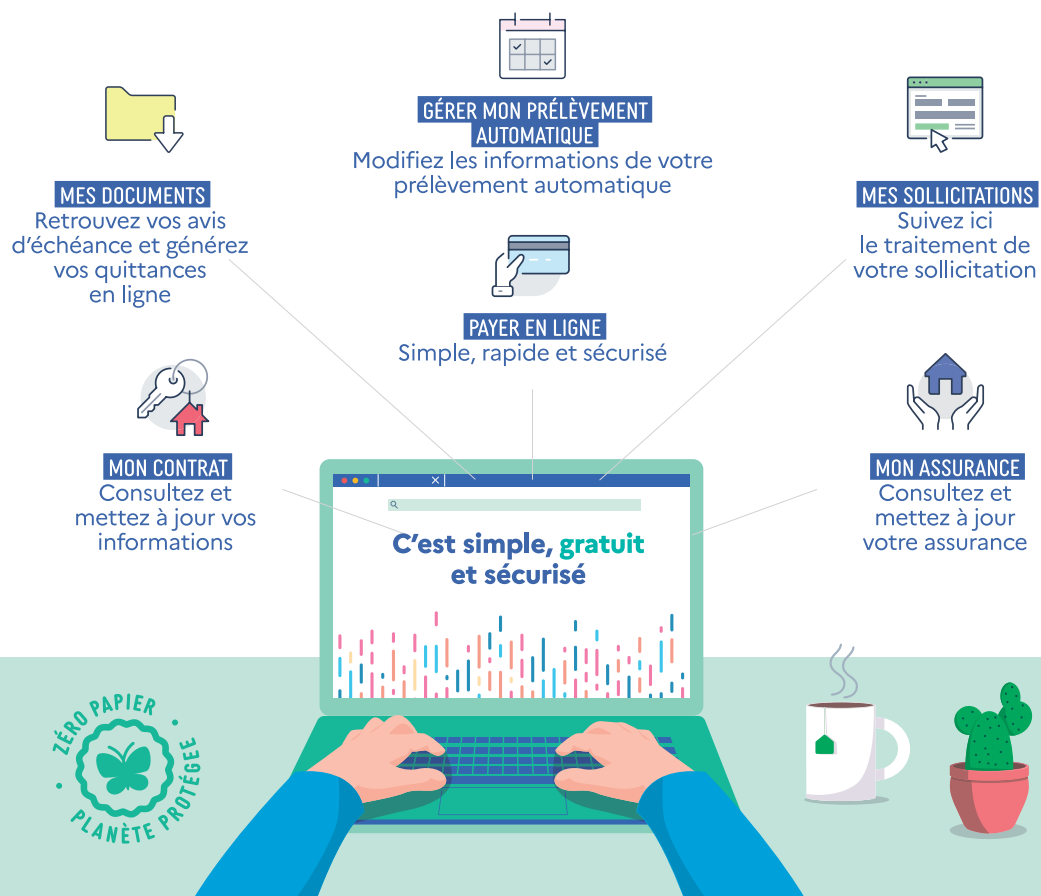 GÉRER MON PRÉLÈVEMENT
AUTOMATIQUE
Modifiez les informations de votre
prélèvement automatique
MES DOCUMENTS
Retrouvez vos avis
d'échéance et générez
vos quittances
en ligne
MES SOLLICITATIONS
Suivez ici
le traitement de
votre sollicitation
PAYER EN LIGNE
Simple, rapide et sécurisé
MON CONTRAT
Consultez et
mettez à jour vos
informations
MON ASSURANCE
Consultez et
mettez à jour
votre assurance
C'est simple, gratuit
et sécurisé
ZÉRO PAPIER
PLANÈTE PROTÉGEE